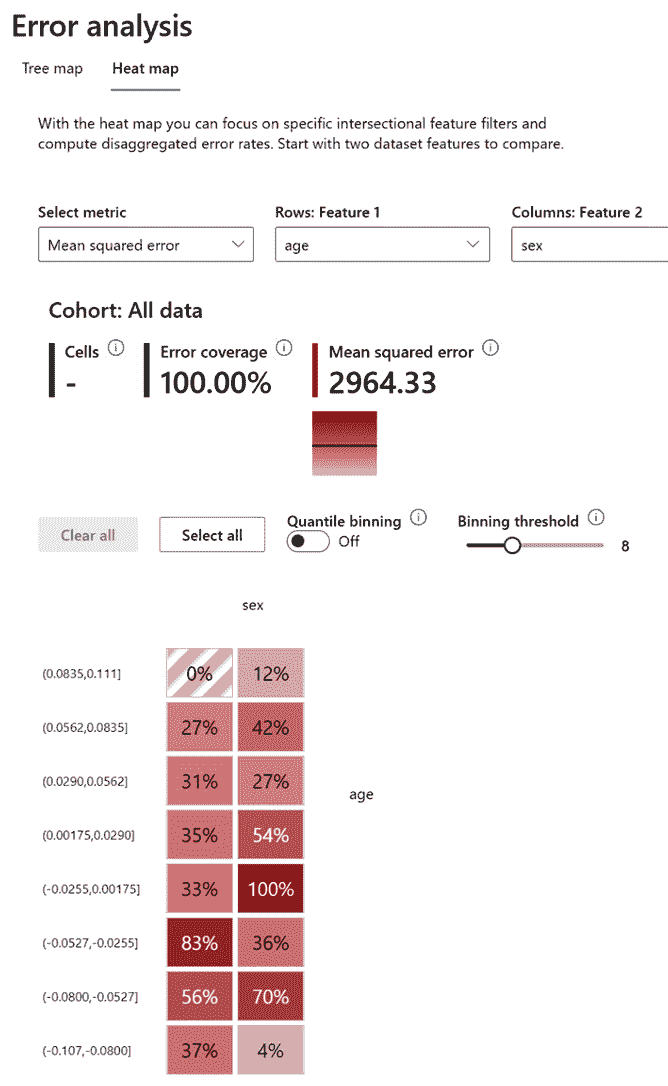 Error analysis
Tree map Heat map
With the heat map you can focus on specific intersectional feature filters and
compute disaggregated error rates. Start with two dataset features to compare.
Select metric Rows: Feature 1 Columns: Feature 2
Mean squared error age sex
Cohort: All data
Cells Error coverage Mean squared error
- 100.00% 2964.33
Quantile binning Binning threshold
Clear all Select all Off 8
sex
(0.0835,0.111] 0% 12%
(0.0562,0.0835] 27% 42%
(0.0290,0.0562] 31% 27%
age
(0.00175,0.0290] 35% 54%
(-0.0255,0.00175] 33% 100%
(-0.0527,-0.0255] 83% 36%
(-0.0800,-0.0527] 56% 70%
(-0.107,-0.0800] 37% 4%